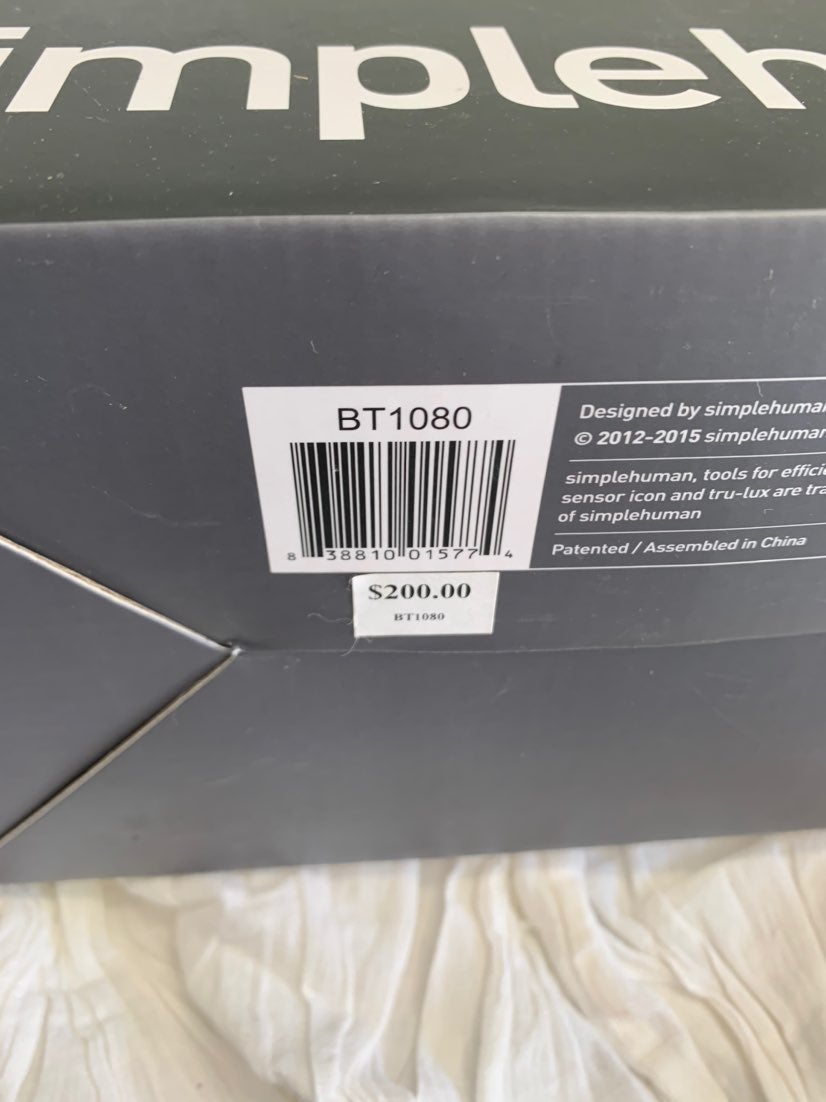 impleh
BT1080
8 38810 01577 4
$200.00
BT1080
Designed by simplehuman
© 2012-2015 simplehuman
simplehuman, tools for effici
sensor icon and tru-lux are tra
of simplehuman
Patented / Assembled in China